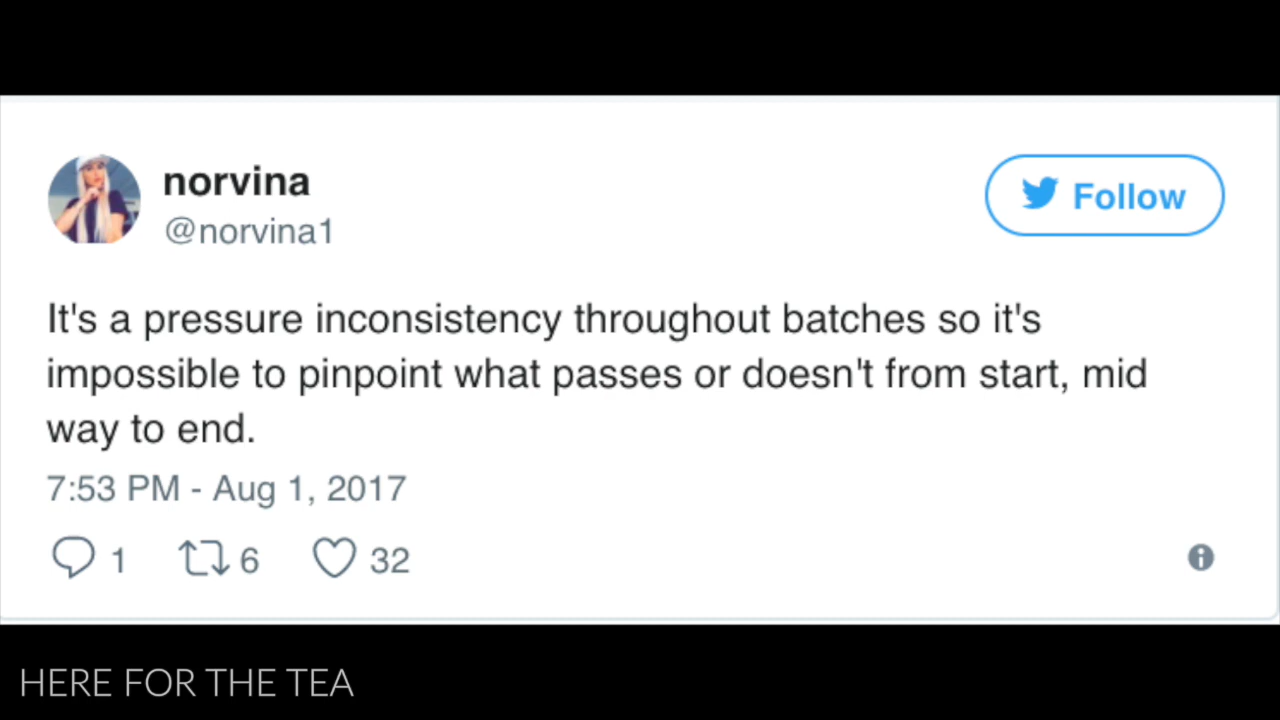 norvina
@norvina1
Follow
It's a pressure inconsistency throughout batches so it's
impossible to pinpoint what passes or doesn't from start, mid
way to end.
7:53 PM - Aug 1, 2017
1 6 32
HERE FOR THE TEA